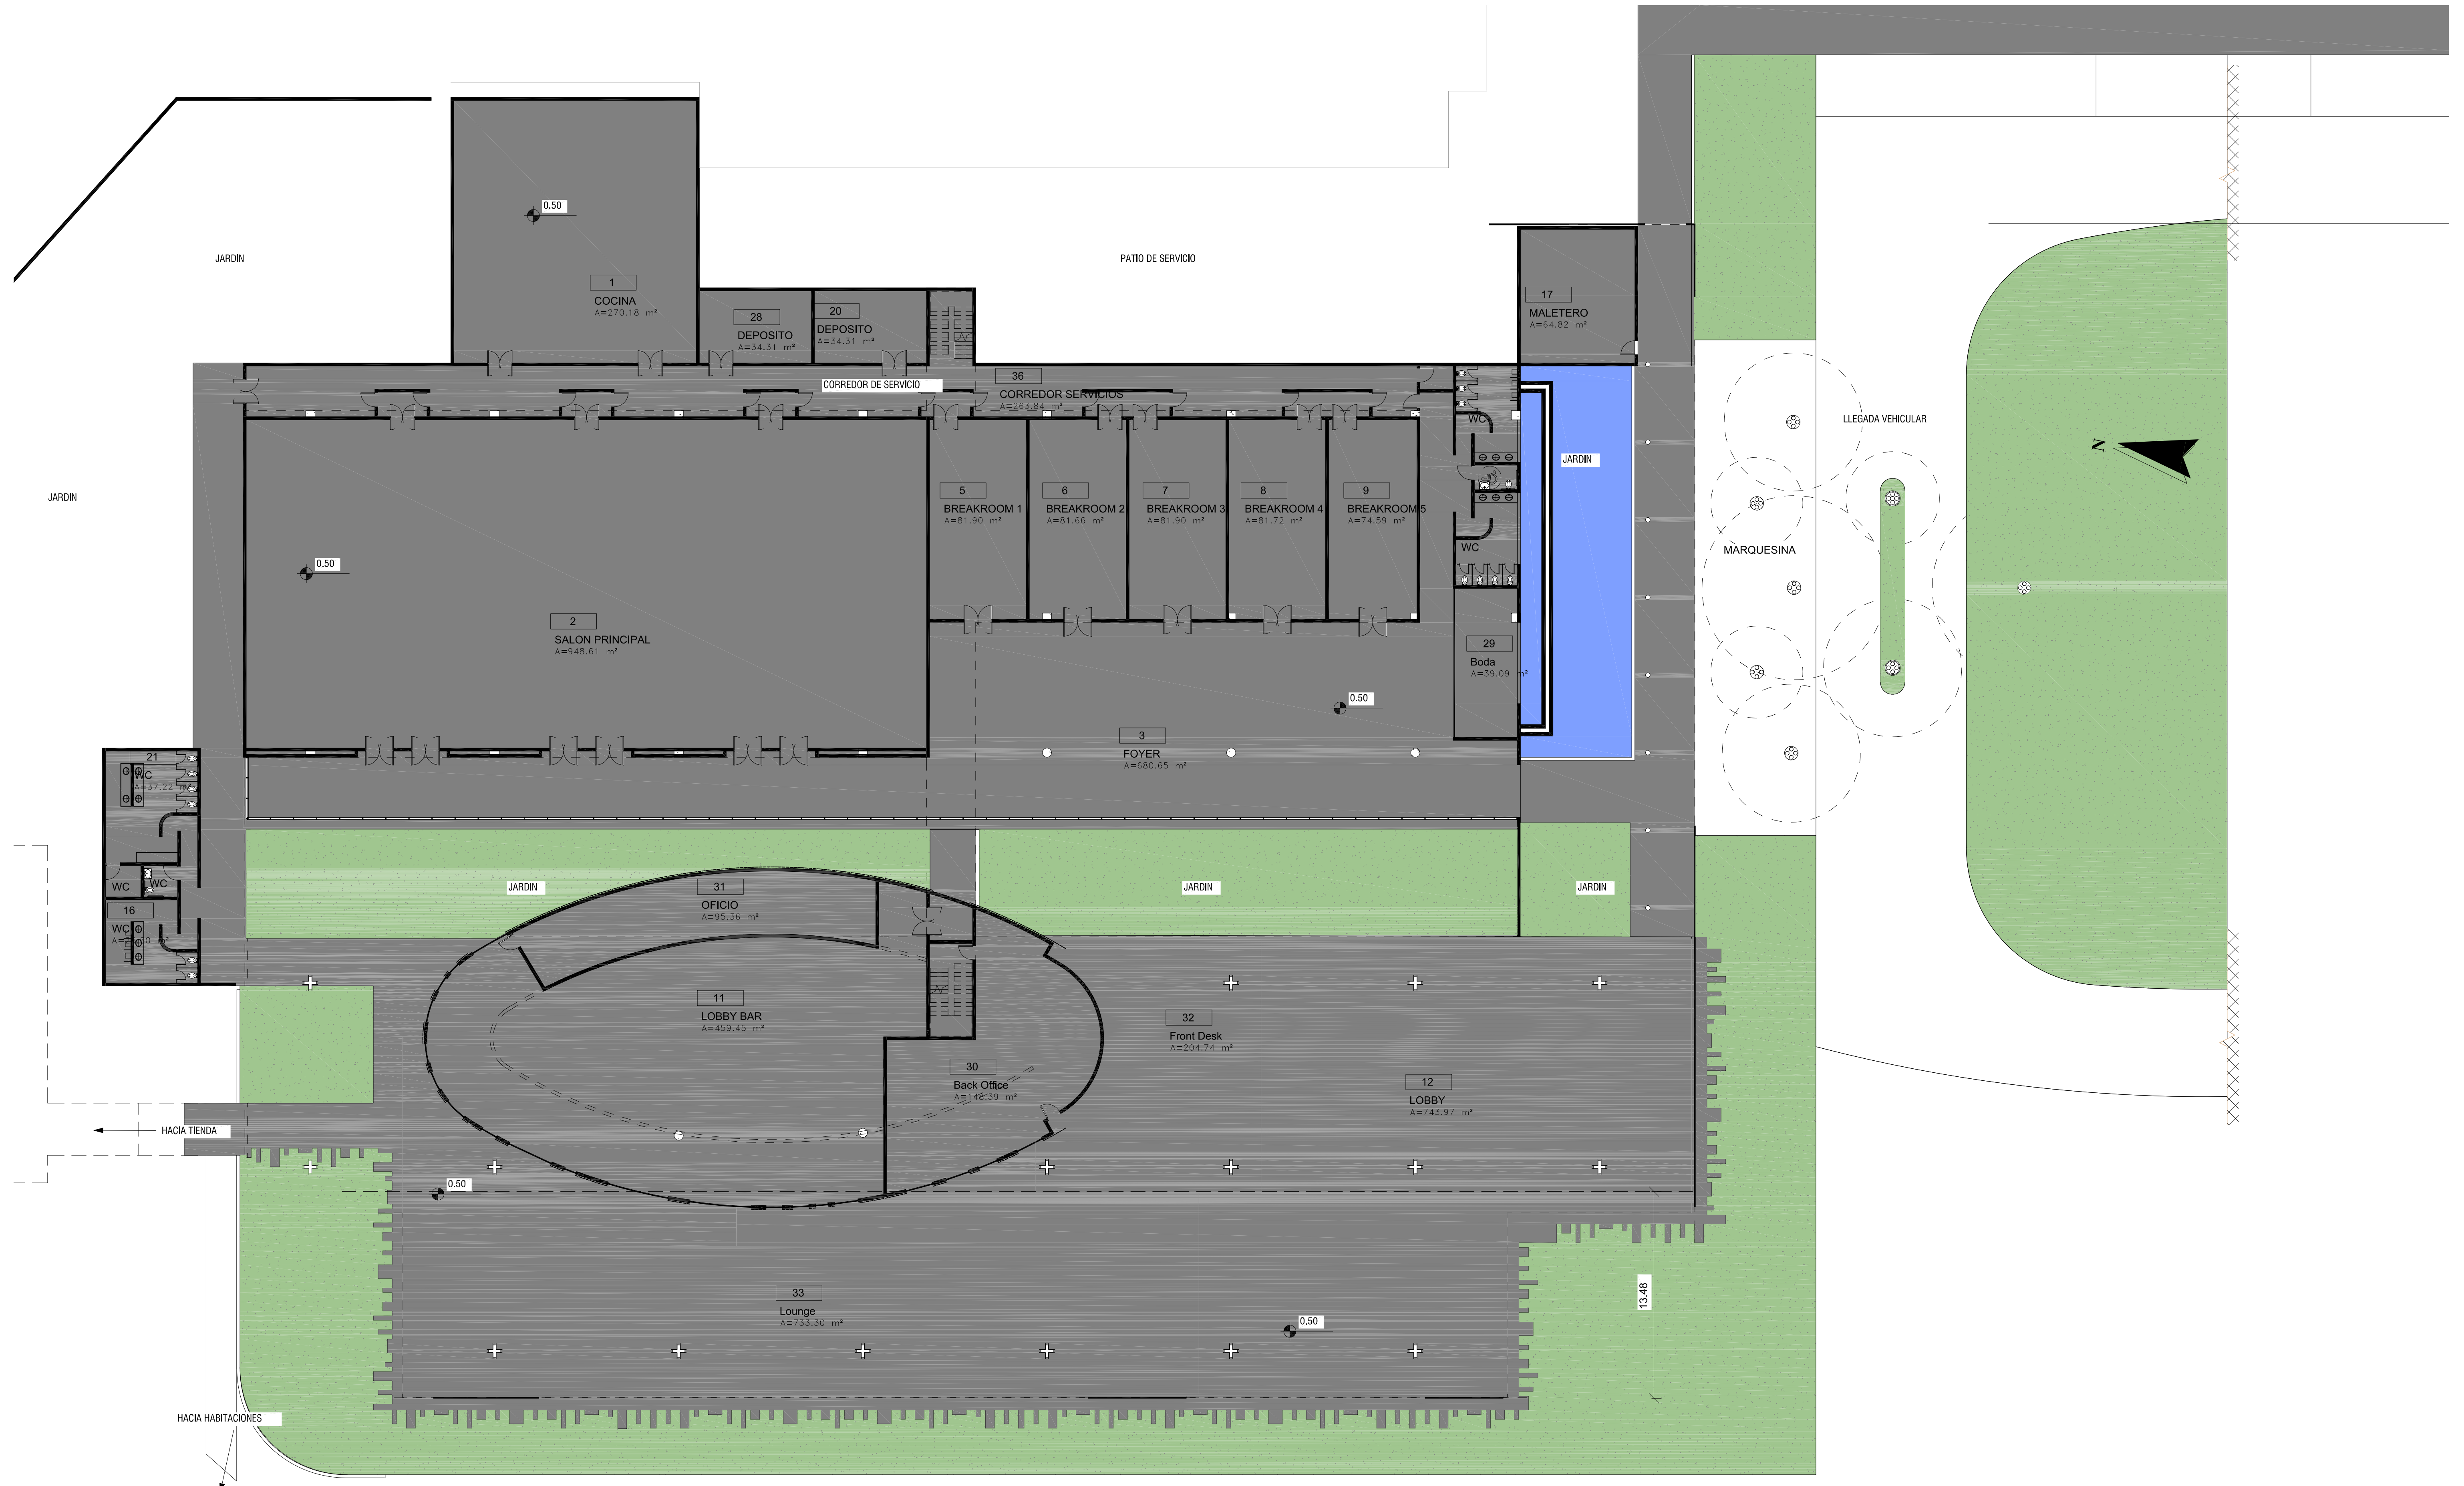 0.50
JARDIN
PATIO DE SERVICIO
1
COCINA
A=270.18 m²
28
DEPOSITO
A=34.31 m²
20
DEPOSITO
A=34.31 m²
17
MALETERO
A=64.82 m²
CORREDOR DE SERVICIO
36
CORREDOR SERVICIOS
A=263.84 m²
WC
LLEGADA VEHICULAR
N
JARDIN
JARDIN
5
BREAKROOM 1
A=81.90 m²
6
BREAKROOM 2
A=81.66 m²
7
BREAKROOM 3
A=81.90 m²
8
BREAKROOM 4
A=81.72 m²
9
BREAKROOM 5
A=74.59 m²
WC
MARQUESINA
0.50
2
SALON PRINCIPAL
A=948.61 m²
29
Boda
A=39.09 m²
0.50
3
FOYER
A=680.65 m²
21
WC
A=37.22 m²
WC
WC
16
WC
JARDIN
JARDIN
JARDIN
31
OFICIO
A=95.36 m²
11
LOBBY BAR
A=459.45 m²
32
Front Desk
A=204.74 m²
30
Back Office
A=148.39 m²
12
LOBBY
A=743.97 m²
HACIA TIENDA
0.50
33
Lounge
A=733.30 m²
0.50
13.48
HACIA HABITACIONES